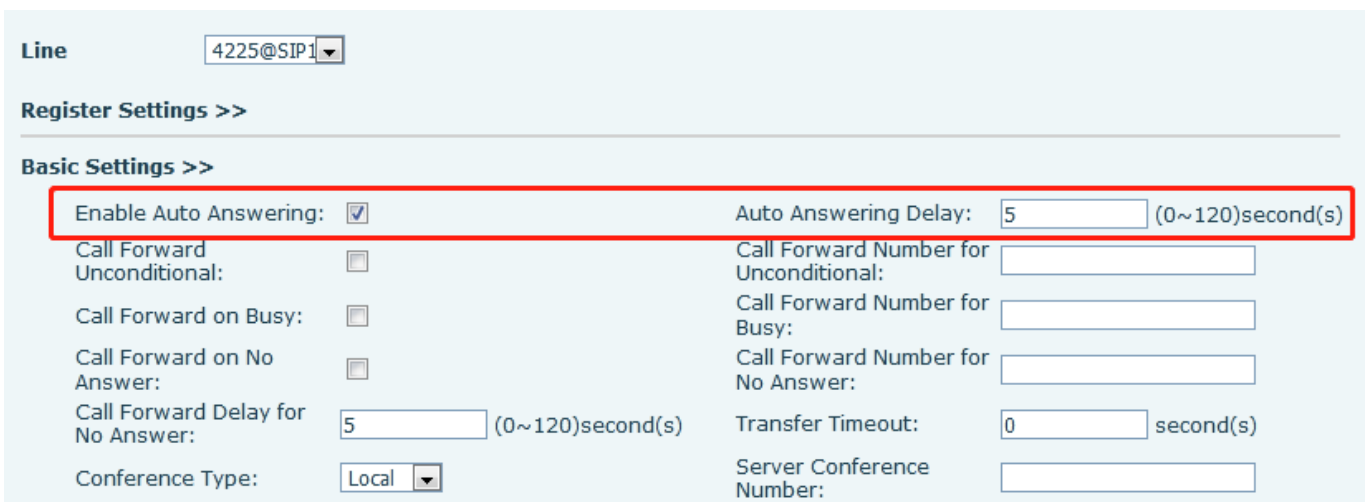 Line 4225@SIP1
Register Settings >>
Basic Settings >>
Enable Auto Answering: Auto Answering Delay: 5 (0~120)second(s)
Call Forward
Unconditional:
Call Forward Number for
Unconditional:
Call Forward on Busy:
Call Forward Number for
Busy:
Call Forward on No
Answer:
Call Forward Number for
No Answer:
Call Forward Delay for
No Answer:
5 (0~120)second(s)
Transfer Timeout: 0 second(s)
Conference Type: Local
Server Conference
Number: